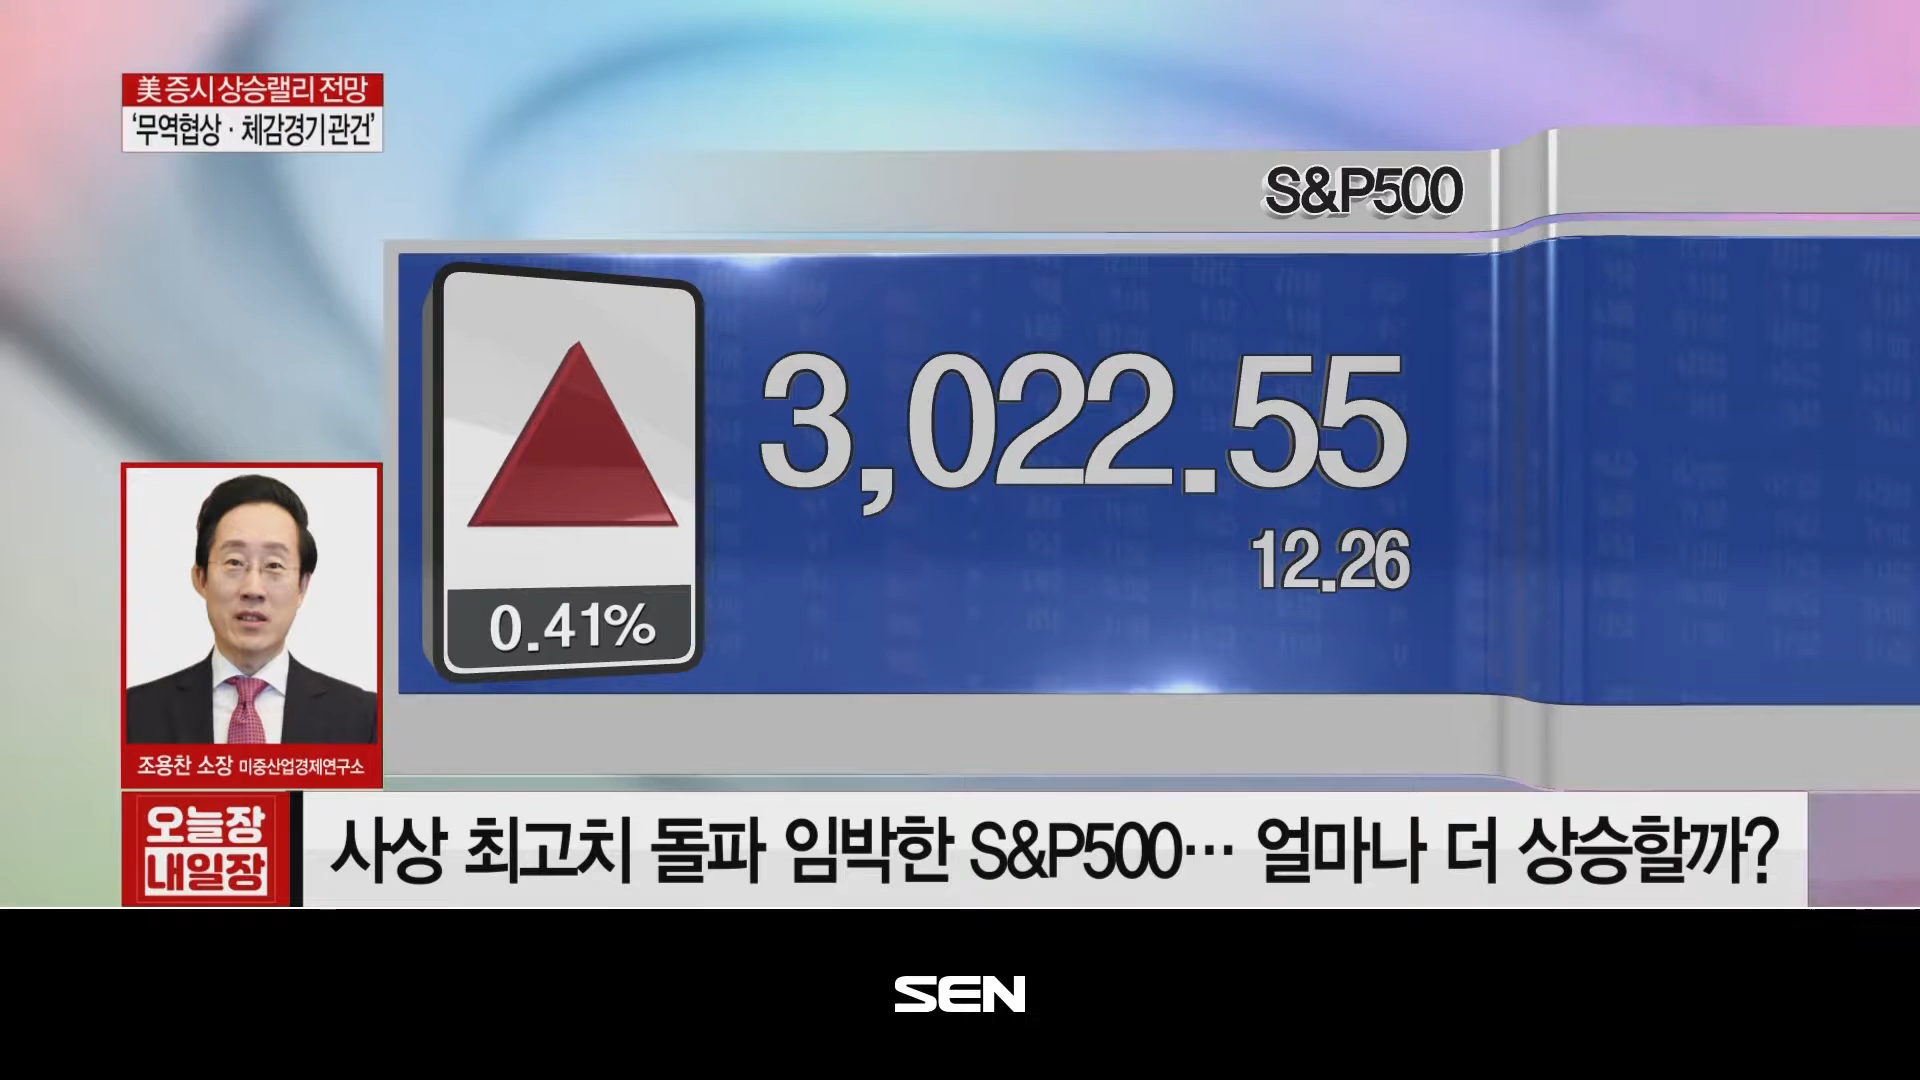 美 증시 상승랠리 전망
‘무역협상 · 체감경기 관건’
S&P500
3,022.55
12.26
0.41%
조용찬 소장 미중산업경제연구소
오늘장
내일장
사상 최고치 돌파 임박한 S&P500… 얼마나 더 상승할까?
SEN